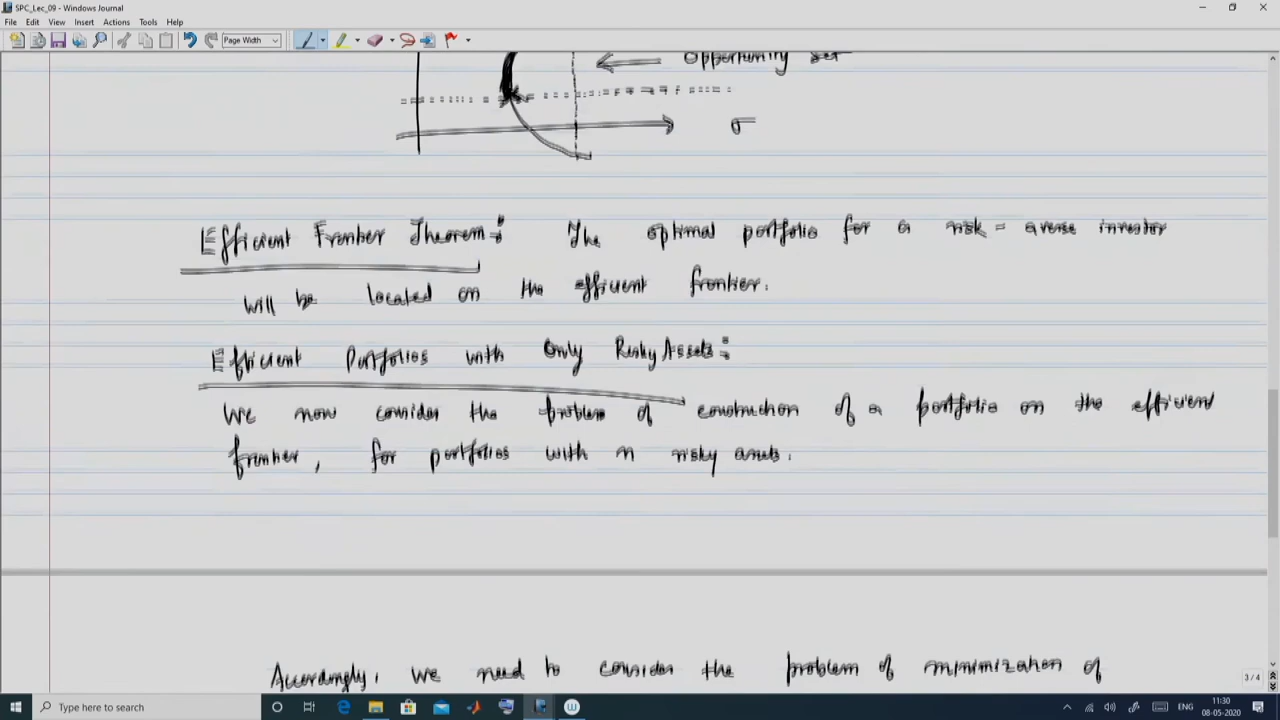 SPC_Lec_09 - Windows Journal
File Edit View Insert Actions Tools Help
Page Width
Opportunity set
σ
Efficient Frontier Theorem: The optimal portfolio for a risk-averse investor
will be located on the efficient frontier.
Efficient Portfolios with Only Risky Assets:
We now consider the problem of construction of a portfolio on the efficient
frontier, for portfolios with n risky assets.
Accordingly, we need to consider the problem of minimization of
3/4
Type here to search
ENG
11:30
08-05-2020